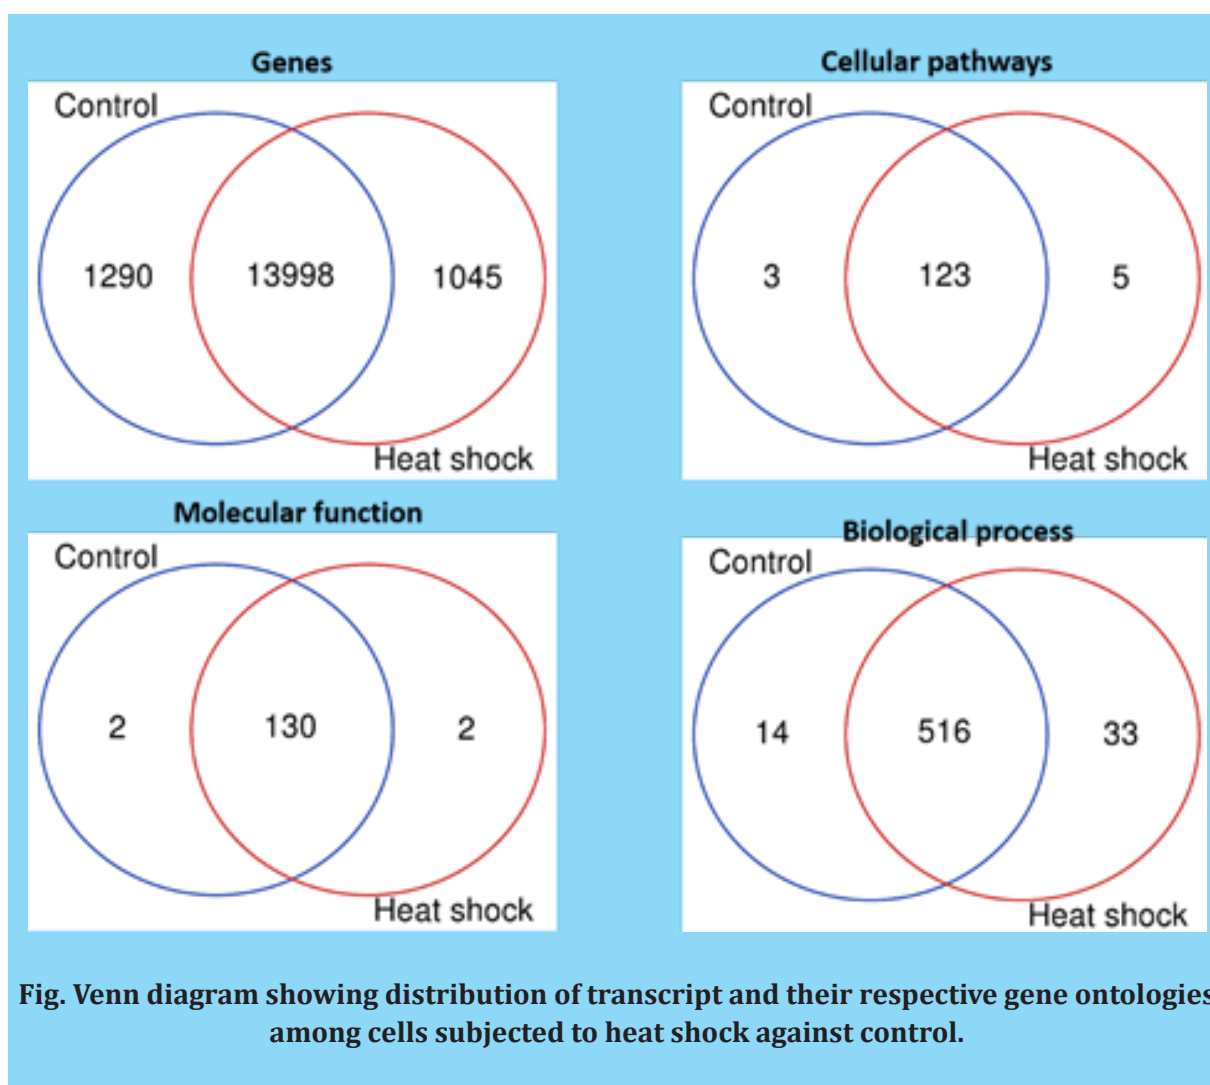 Genes
Control
1290 13998 1045
Heat shock
Cellular pathways
Control
3 123 5
Heat shock
Molecular function
Control
2 130 2
Heat shock
Biological process
Control
14 516 33
Heat shock
Fig. Venn diagram showing distribution of transcript and their respective gene ontologies
among cells subjected to heat shock against control.